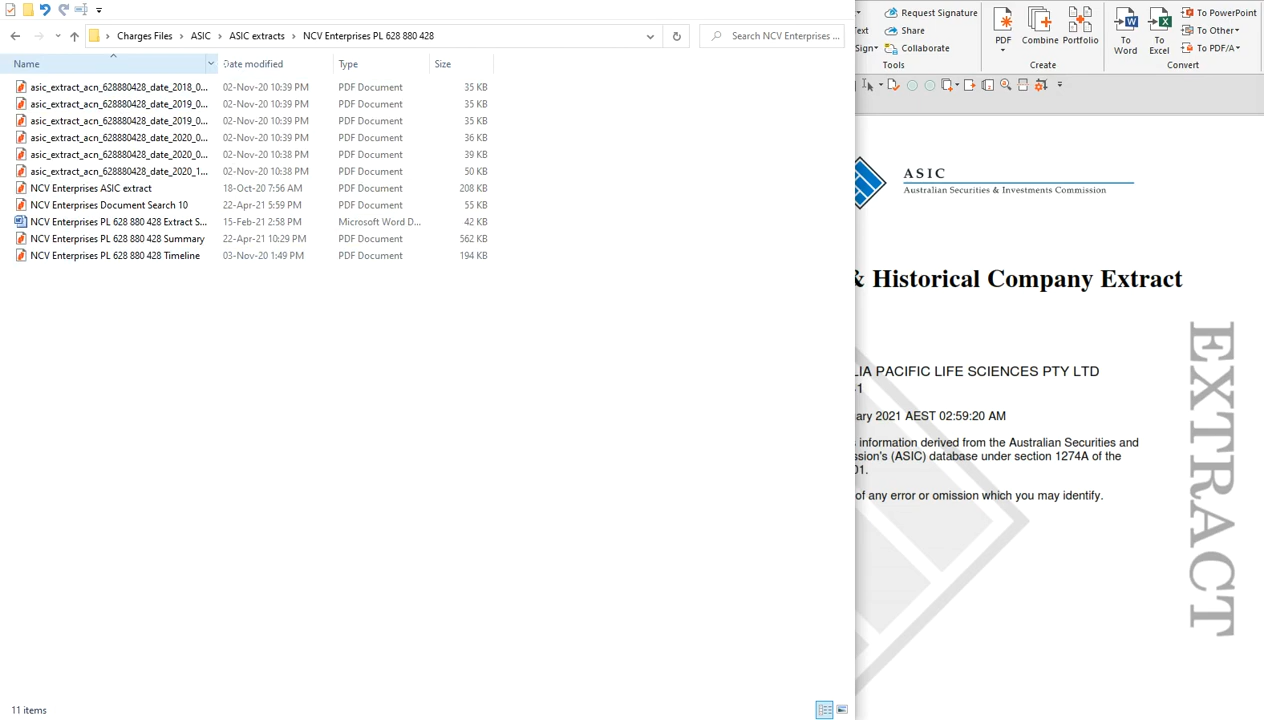 Charges Files › ASIC › ASIC extracts › NCV Enterprises PL 628 880 428
Search NCV Enterprises ...
Name Date modified Type Size
asic_extract_acn_628880428_date_2018_0... 02-Nov-20 10:39 PM PDF Document 35 KB
asic_extract_acn_628880428_date_2019_0... 02-Nov-20 10:39 PM PDF Document 35 KB
asic_extract_acn_628880428_date_2019_0... 02-Nov-20 10:39 PM PDF Document 35 KB
asic_extract_acn_628880428_date_2020_0... 02-Nov-20 10:39 PM PDF Document 36 KB
asic_extract_acn_628880428_date_2020_0... 02-Nov-20 10:38 PM PDF Document 39 KB
asic_extract_acn_628880428_date_2020_1... 02-Nov-20 10:38 PM PDF Document 50 KB
NCV Enterprises ASIC extract 18-Oct-20 7:56 AM PDF Document 208 KB
NCV Enterprises Document Search 10 22-Apr-21 5:59 PM PDF Document 55 KB
NCV Enterprises PL 628 880 428 Extract S... 15-Feb-21 2:58 PM Microsoft Word D... 42 KB
NCV Enterprises PL 628 880 428 Summary 22-Apr-21 10:29 PM PDF Document 562 KB
NCV Enterprises PL 628 880 428 Timeline 03-Nov-20 1:49 PM PDF Document 194 KB
11 items
Request Signature
ext Share
Sign Collaborate
Tools
PDF Combine Portfolio
Create
To Word
To Excel
To PowerPoint
To Other
To PDF/A
Convert
ASIC
Australian Securities & Investments Commission
& Historical Company Extract
LIA PACIFIC LIFE SCIENCES PTY LTD
1
ary 2021 AEST 02:59:20 AM
s information derived from the Australian Securities and
ssion's (ASIC) database under section 1274A of the
01.
of any error or omission which you may identify.
EXTRACT